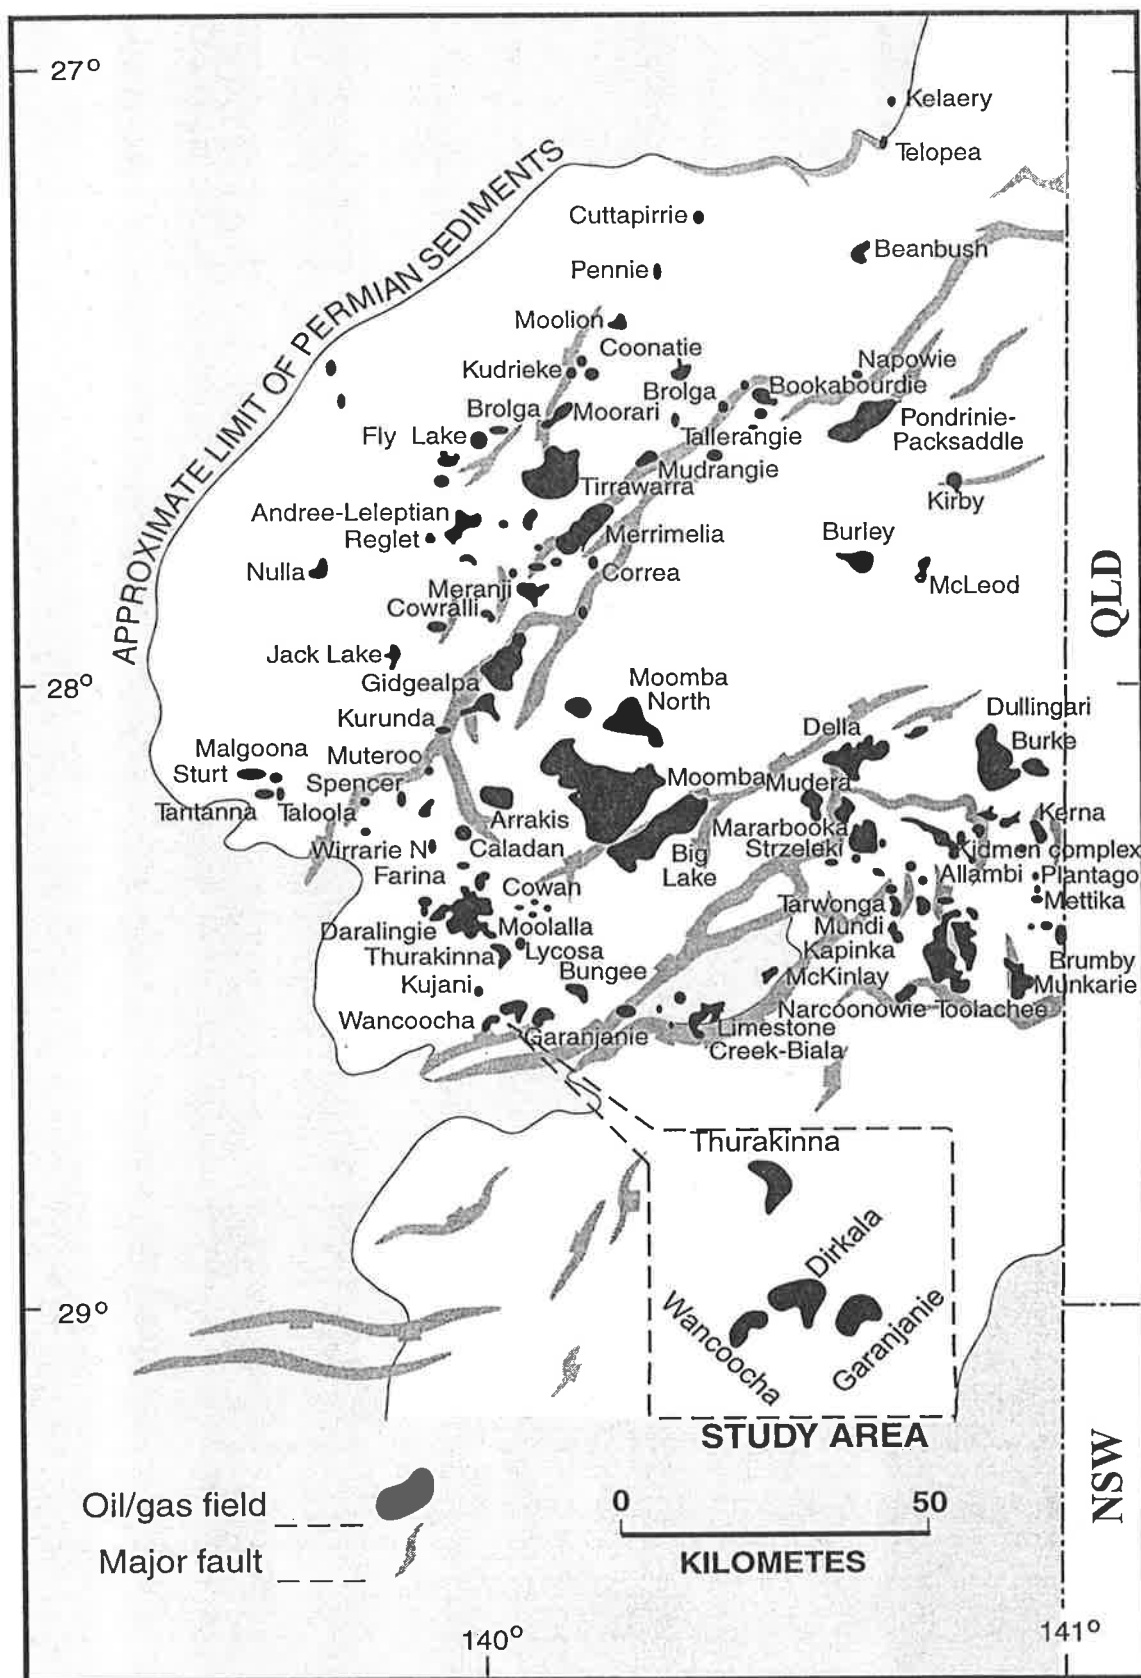 27°
Kelaery
Telopea
APPROXIMATE LIMIT OF PERMIAN SEDIMENTS
Cuttapirrie
Beanbush
Pennie
Moolion
Coonatie
Kudrieke
Napowie
Brolga
Bookabourdie
Brolga
Moorari
Pondrinie-
Packsaddle
Fly Lake
Tallerangie
Mudrangie
Tirrawarra
Kirby
Andree-Leleptian
Reglet
Merrimelia
Burley
Nulla
Correa
McLeod
Meranji
Cowralli
QLD
Jack Lake
Gidgealpa
28°
Moomba
North
Kurunda
Dullingari
Della
Burke
Malgoona
Muteroo
Sturt
Spencer
Moomba
Mudera
Tantanna
Taloola
Arrakis
Kerna
Mararbooka
Wirrarie N
Caladan
Big
Lake
Strzeleki
Kidmen complex
Farina
Cowan
Allambi
Plantago
Tarwonga
Mettika
Daralingie
Moolalla
Mundi
Thurakinna
Lycosa
Kapinka
Bungee
Brumby
Kujani
McKinlay
Munkarie
Wancoocha
Garanjanie
Narcoonowie
Toolachee
Limestone
Creek-Biala
Thurakinna
Dirkala
Wancoocha
Garanjanie
29°
STUDY AREA
NSW
Oil/gas field
Major fault
0 50
KILOMETES
140°
141°